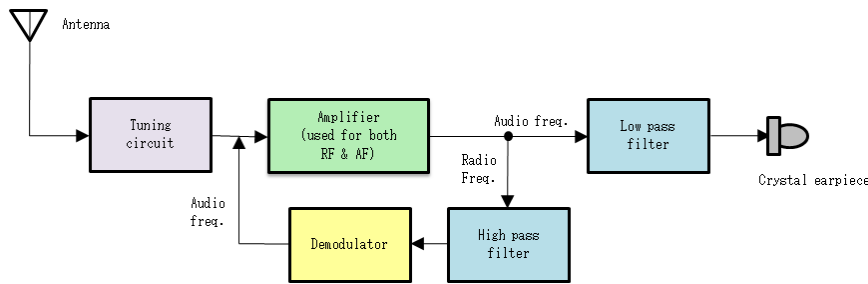 Antenna
Tuning
circuit
Amplifier
(used for both
RF & AF)
Audio freq.
Low pass
filter
Crystal earpiece
Radio
Freq.
Audio
freq.
Demodulator
High pass
filter